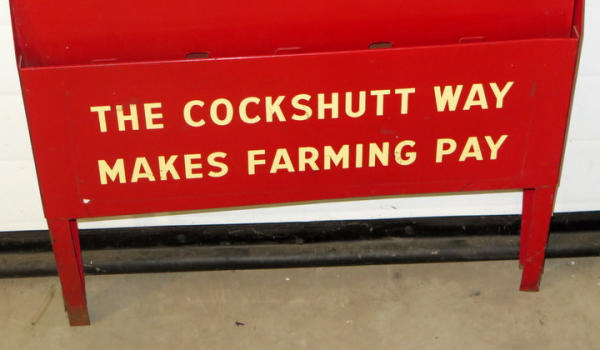 THE COCKSHUTT WAY
MAKES FARMING PAY